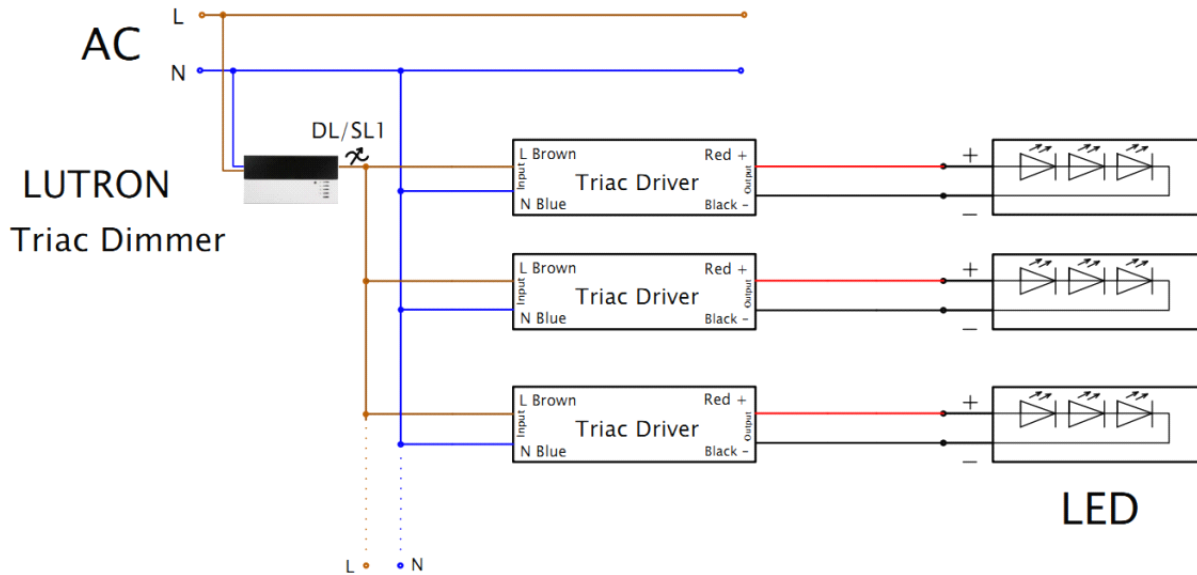 L
AC
N
DL/SL1
LUTRON
Triac Dimmer
L Brown
Input
N Blue
Triac Driver
Red +
Output
Black -
+
−
L Brown
Input
N Blue
Triac Driver
Red +
Output
Black -
+
−
L Brown
Input
N Blue
Triac Driver
Red +
Output
Black -
+
−
LED
L
N